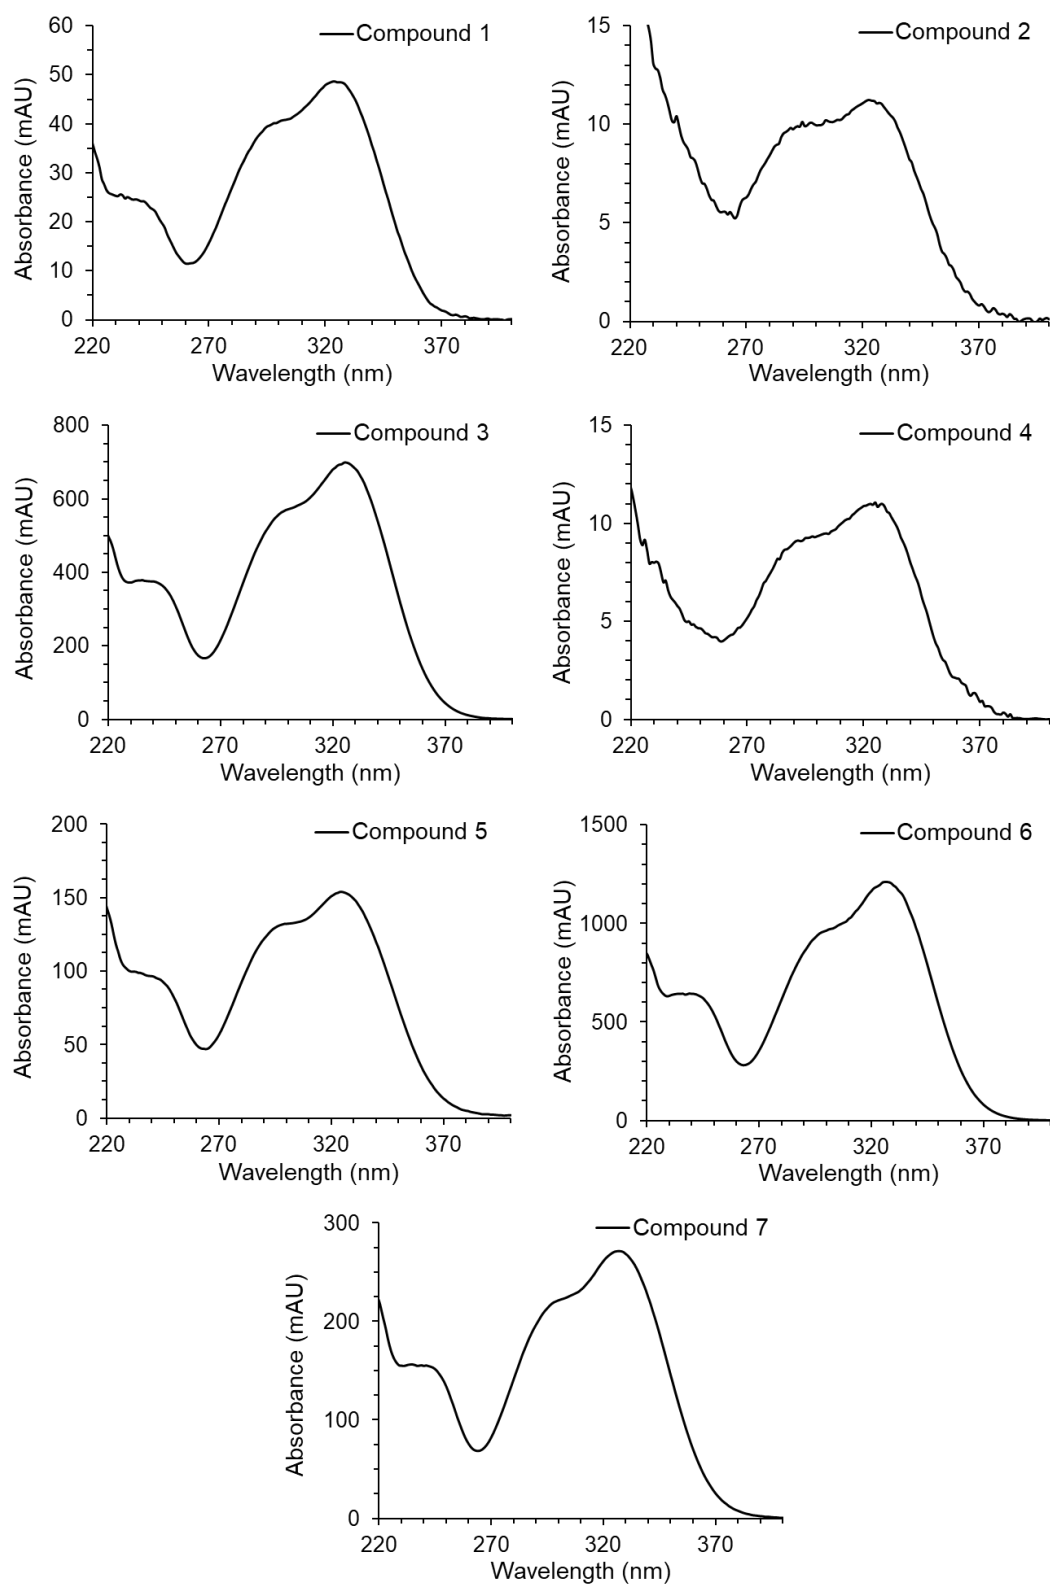 Compound 1
Absorbance (mAU)
60
50
40
30
20
10
0
220 270 320 370
Wavelength (nm)
Compound 2
Absorbance (mAU)
15
10
5
0
220 270 320 370
Wavelength (nm)
Compound 3
Absorbance (mAU)
800
600
400
200
0
220 270 320 370
Wavelength (nm)
Compound 4
Absorbance (mAU)
15
10
5
0
220 270 320 370
Wavelength (nm)
Compound 5
Absorbance (mAU)
200
150
100
50
0
220 270 320 370
Wavelength (nm)
Compound 6
Absorbance (mAU)
1500
1000
500
0
220 270 320 370
Wavelength (nm)
Compound 7
Absorbance (mAU)
300
200
100
0
220 270 320 370
Wavelength (nm)